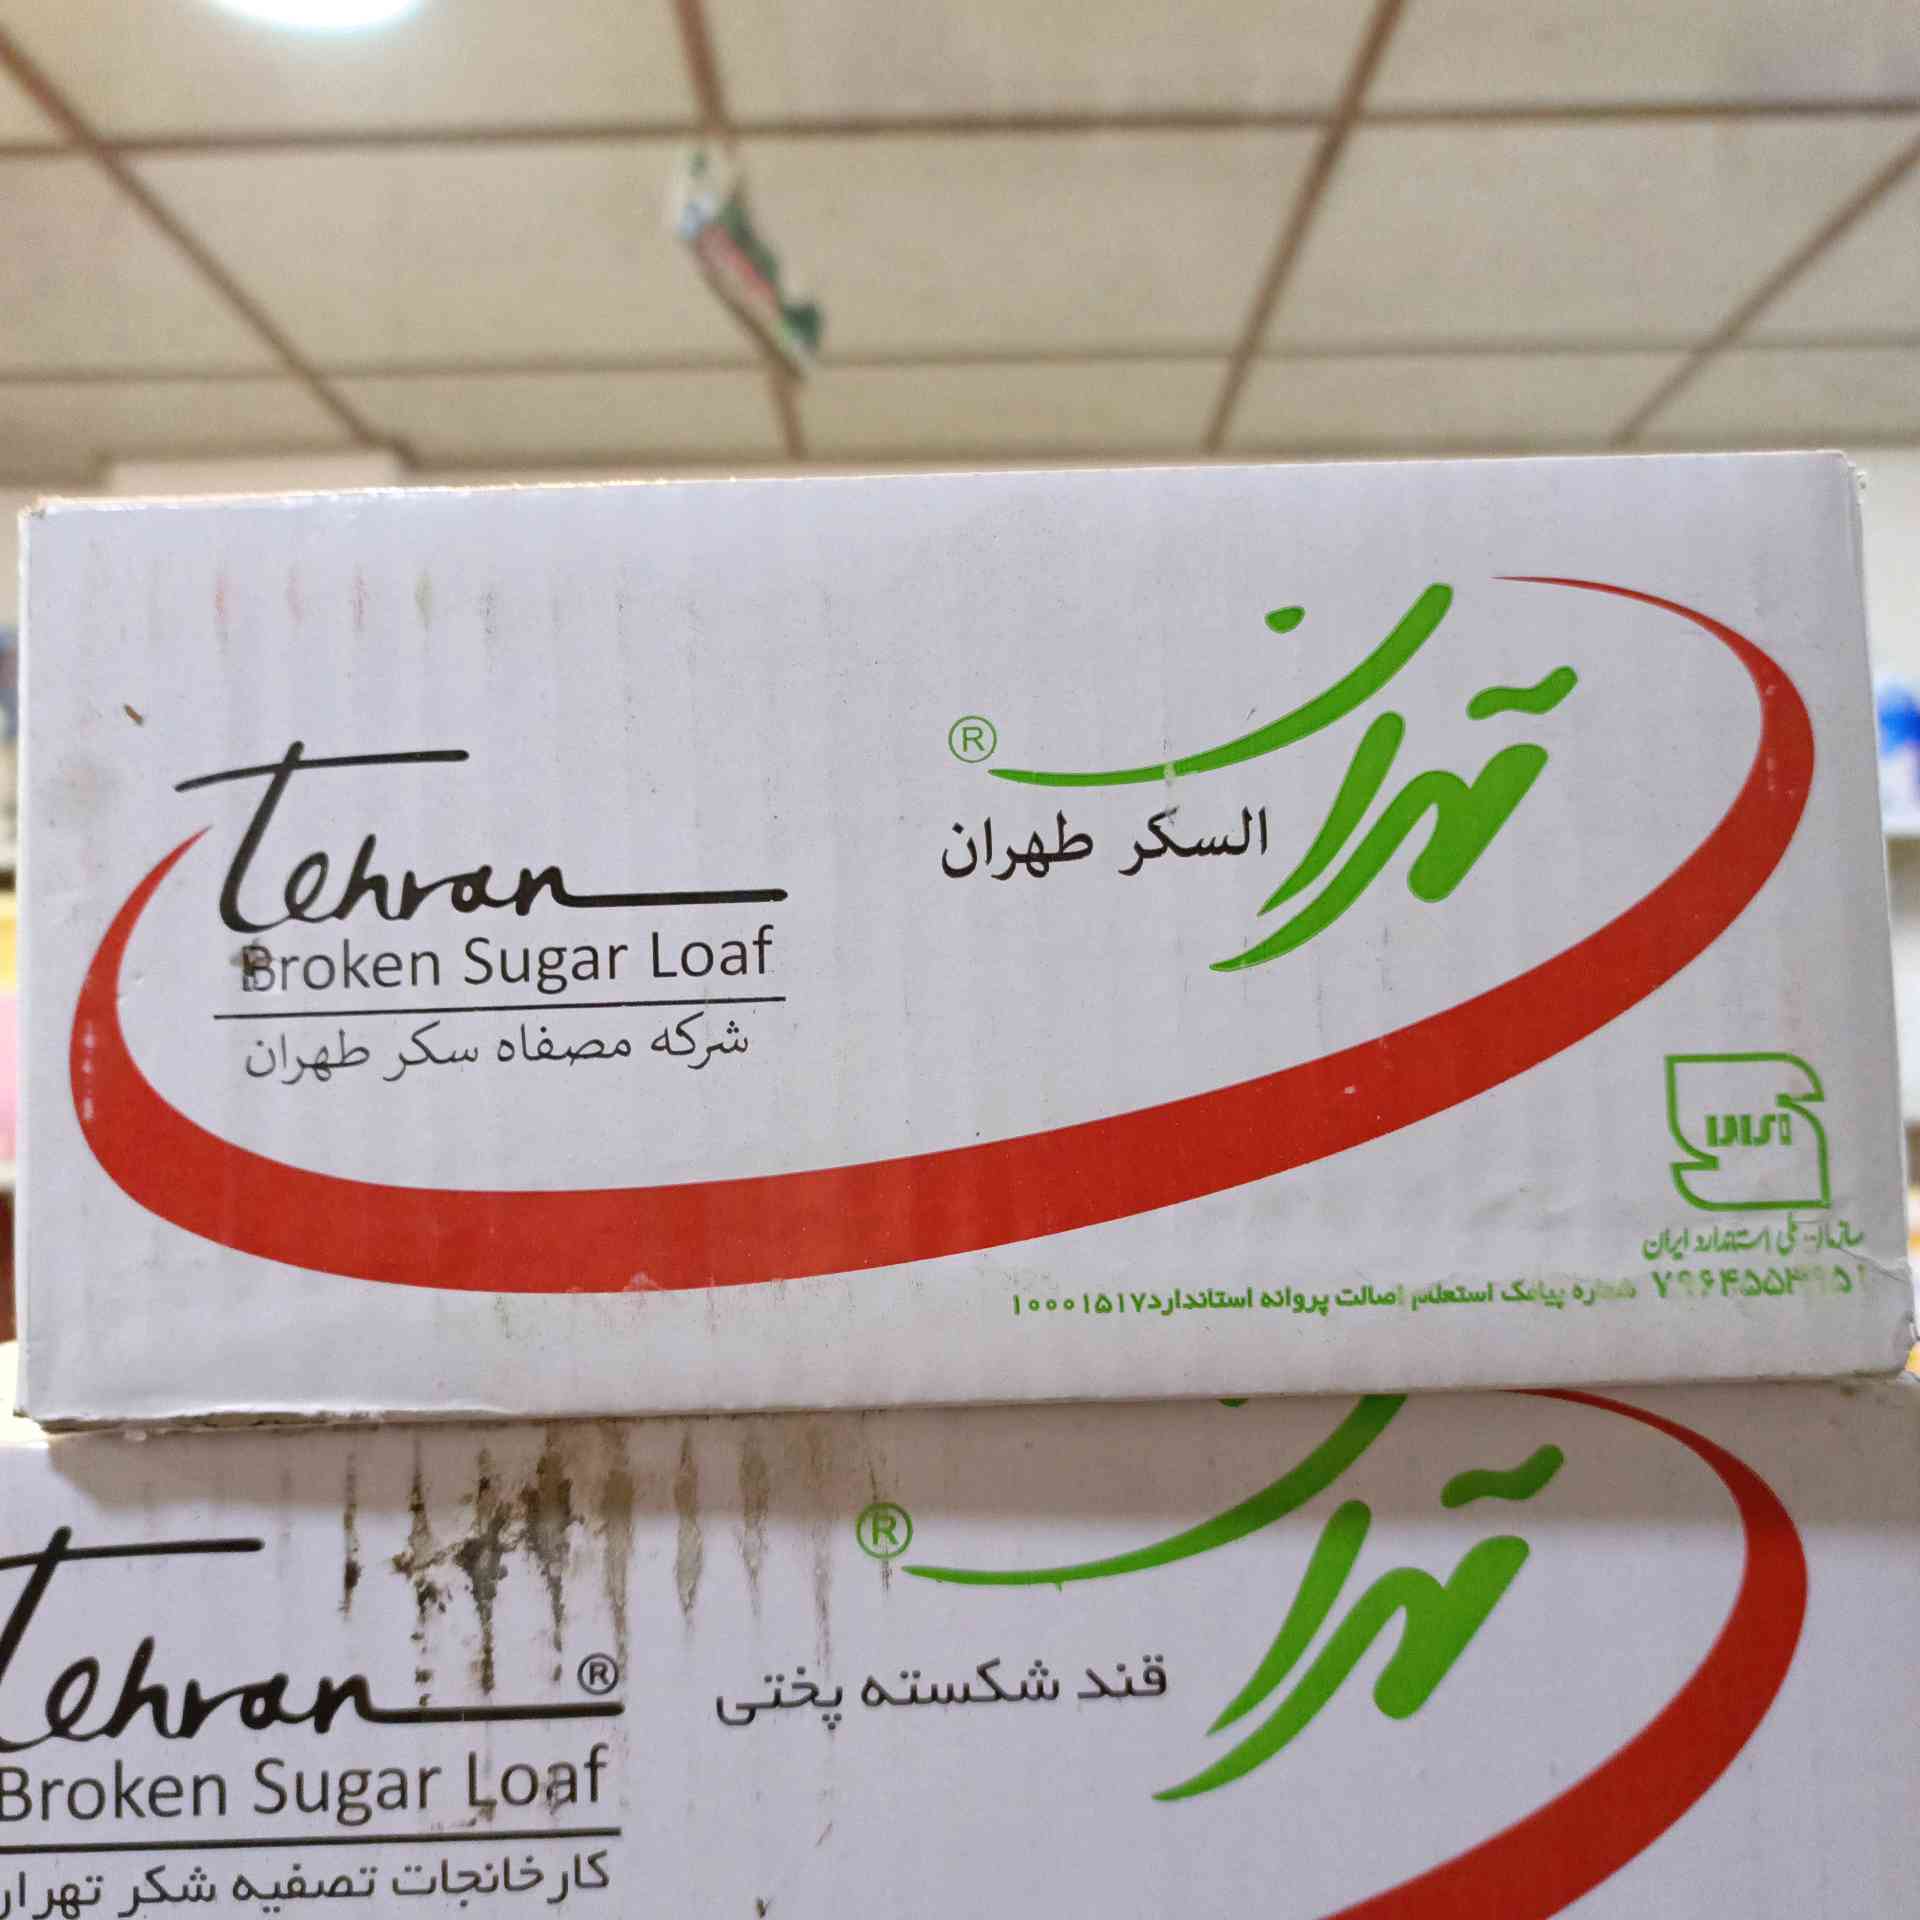 تهران
®
السكر طهران
Tehran
Broken Sugar Loaf
شركه مصفاه سكر طهران
سازمان ملی استاندارد ایران
شماره پیامک استعلام اصالت پروانه استاندارد ۱۰۰۰۱۵۱۷
تهران
®
قند شکسته پختی
Tehran ®
Broken Sugar Loaf
کارخانجات تصفیه شکر تهران